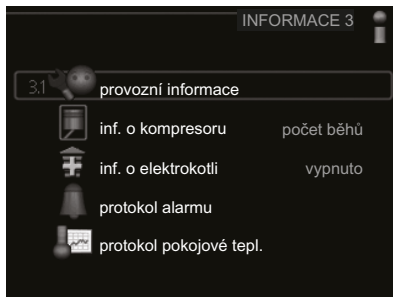 INFORMACE 3
3.1 provozní informace
inf. o kompresoru počet běhů
inf. o elektrokotli vypnuto
protokol alarmu
protokol pokojové tepl.